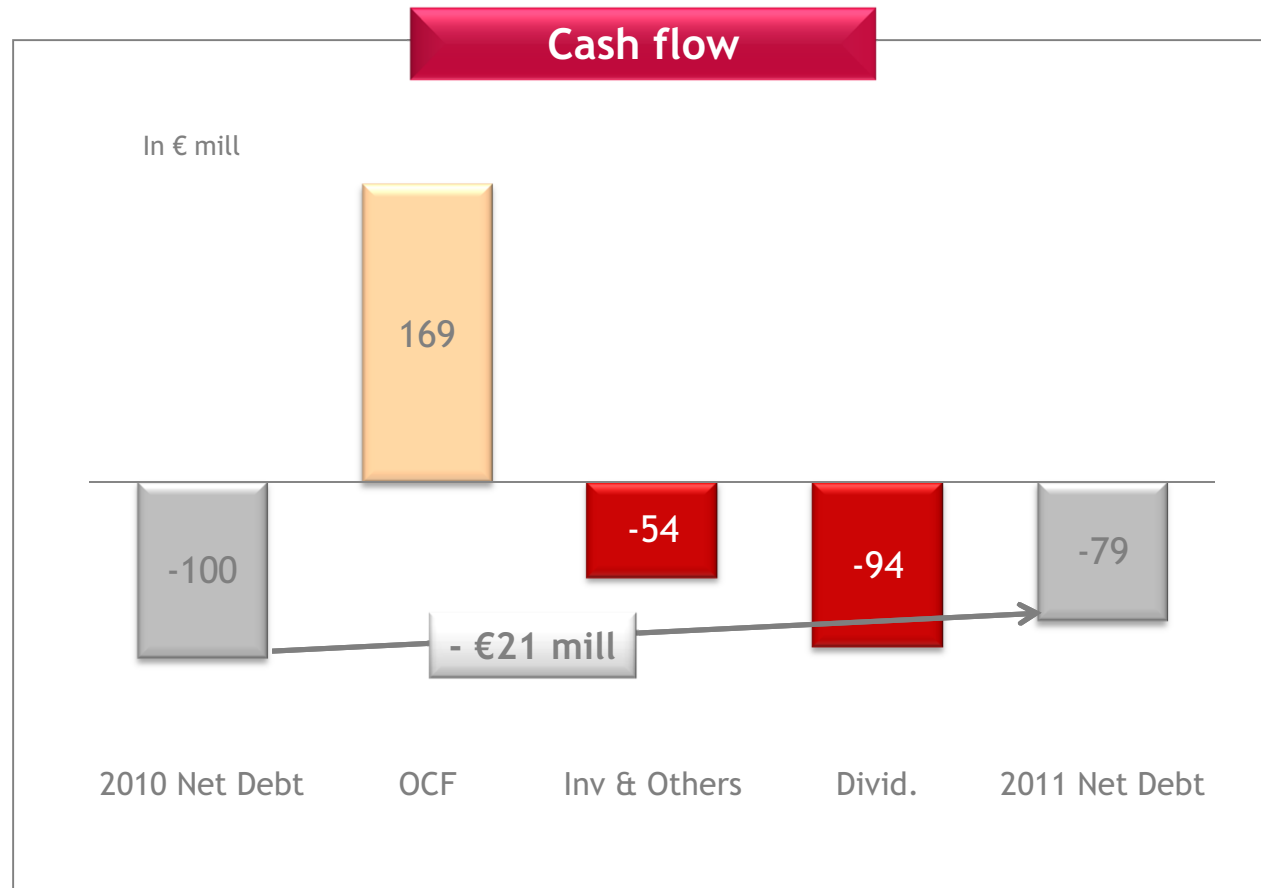 Cash flow
In € mill
169
-54
-94
-79
-100
- €21 mill
2010 Net Debt
OCF
Inv & Others
Divid.
2011 Net Debt